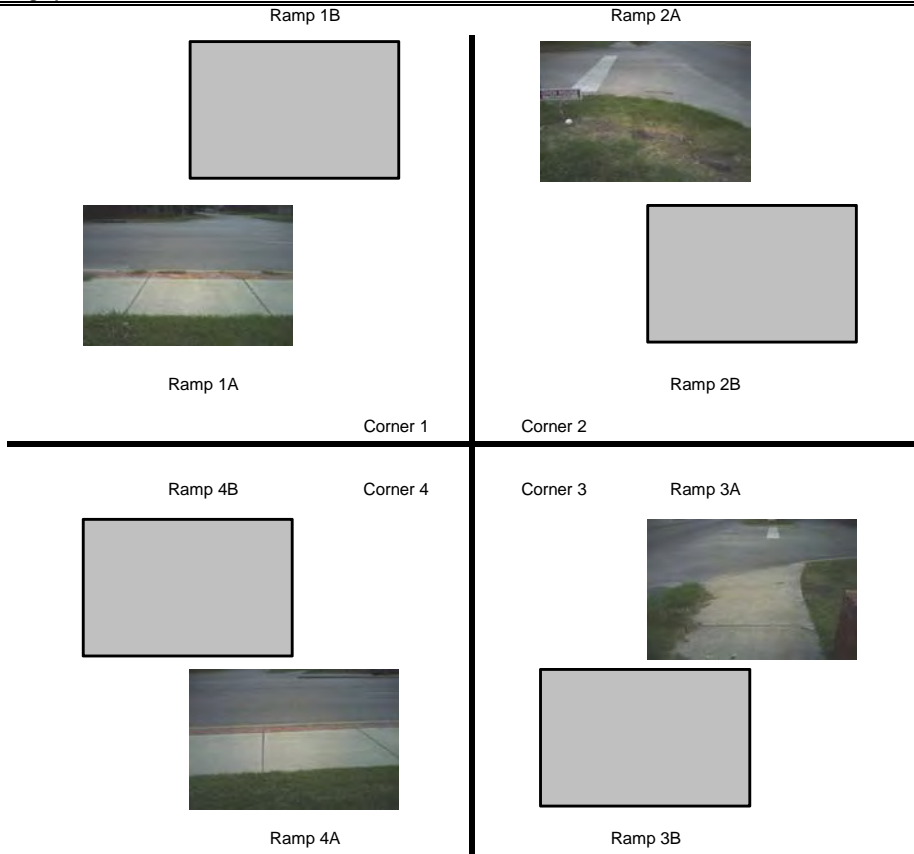 Ramp 1B
Ramp 2A
Ramp 1A
Ramp 2B
Corner 1
Corner 2
Ramp 4B
Corner 4
Corner 3
Ramp 3A
Ramp 4A
Ramp 3B